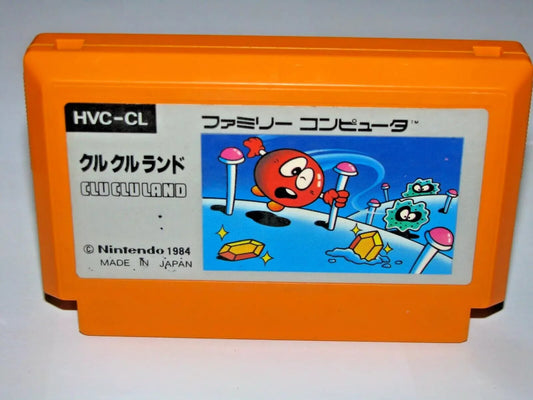 HVC-CL
ファミリー コンピュータ™
クルクルランド
CLU CLU LAND
© Nintendo 1984
MADE IN JAPAN